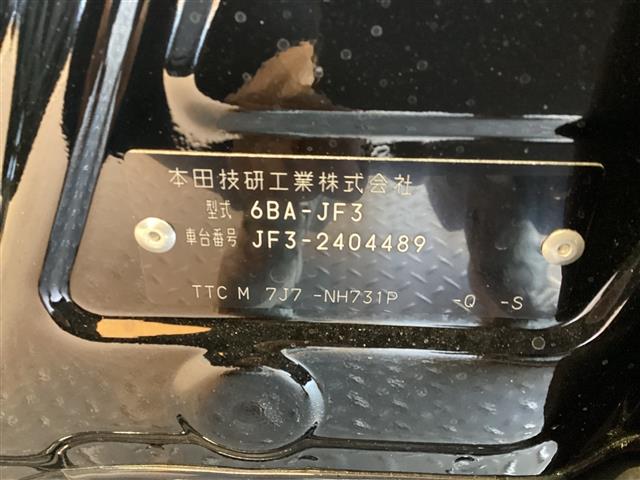 本田技研工業株式会社
型式 6BA-JF3
車台番号 JF3-2404489
TTC M 7J7 -NH731P -Q -S